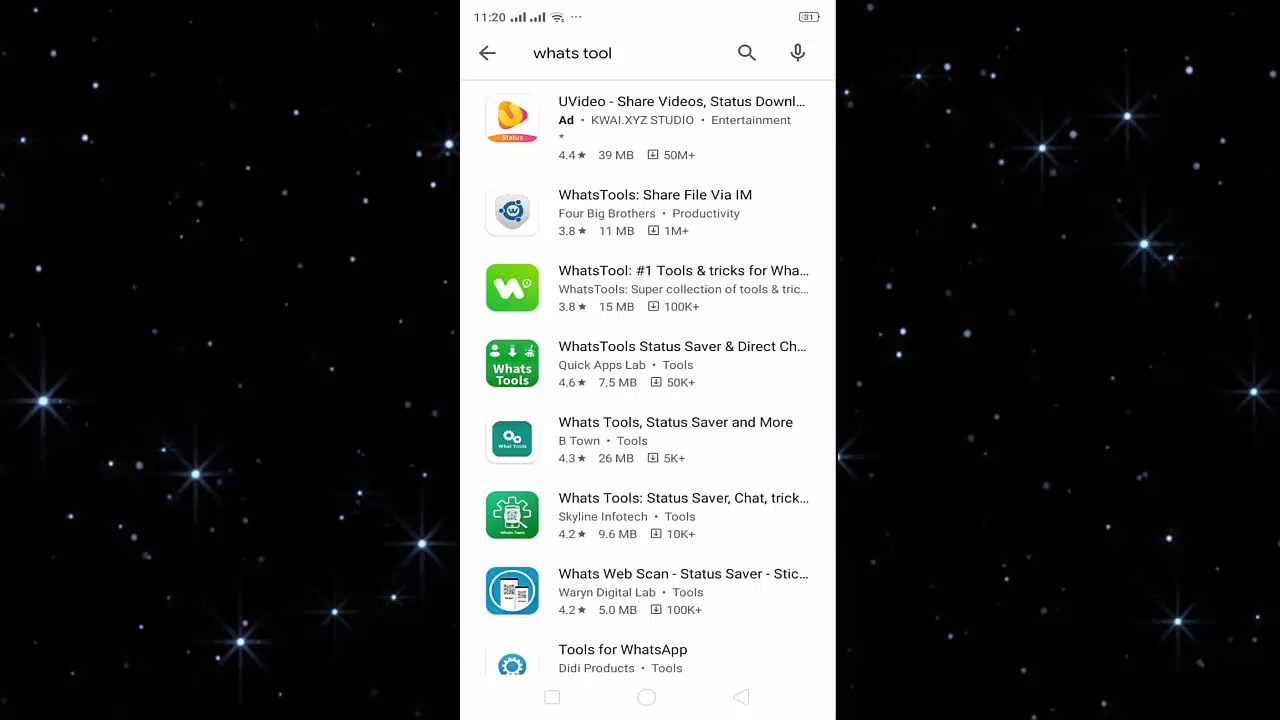 11:20
31
whats tool
UVideo - Share Videos, Status Downl...
Ad • KWAI.XYZ STUDIO • Entertainment
*
4.4★ 39 MB 50M+
Status
WhatsTools: Share File Via IM
Four Big Brothers • Productivity
3.8★ 11 MB 1M+
WhatsTool: #1 Tools & tricks for Wha...
WhatsTools: Super collection of tools & tric...
3.8★ 15 MB 100K+
WhatsTools Status Saver & Direct Ch...
Quick Apps Lab • Tools
4.6★ 7.5 MB 50K+
Whats
Tools
Whats Tools, Status Saver and More
B Town • Tools
4.3★ 26 MB 5K+
What Tools
Whats Tools: Status Saver, Chat, trick...
Skyline Infotech • Tools
4.2★ 9.6 MB 10K+
Whats Tools
Whats Web Scan - Status Saver - Stic...
Waryn Digital Lab • Tools
4.2★ 5.0 MB 100K+
Tools for WhatsApp
Didi Products • Tools